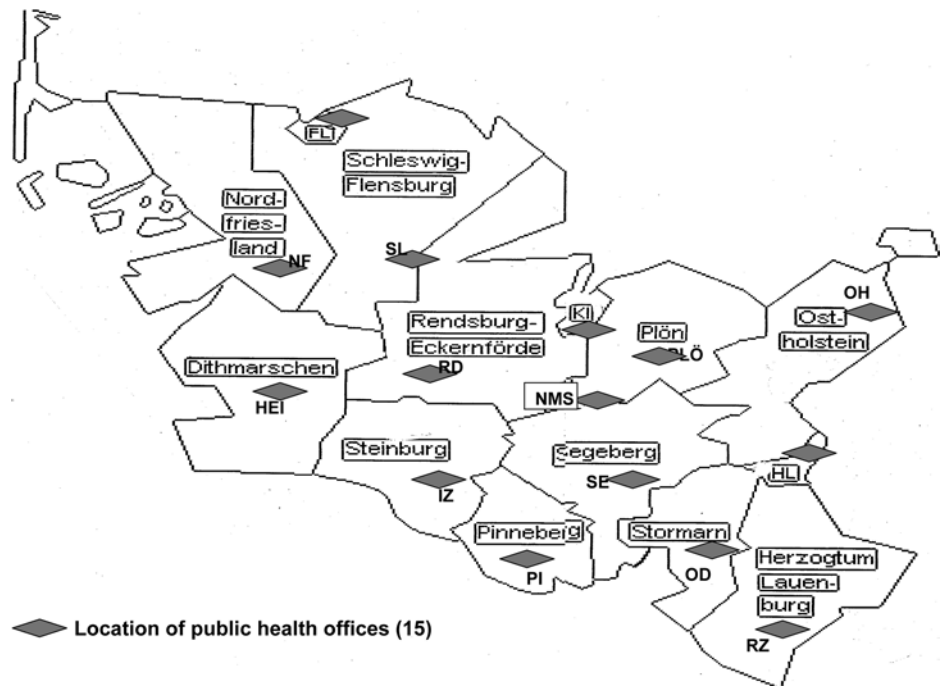 FL
Schleswig-
Flensburg
Nord-
fries-
land
NF
SL
OH
Ost-
holstein
KI
Plön
PLÖ
Rendsburg-
Eckernförde
RD
Dithmarschen
HEI
NMS
Steinburg
IZ
Segeberg
SE
HL
Pinneberg
PI
Stormarn
OD
Herzogtum
Lauen-
burg
RZ
Location of public health offices (15)